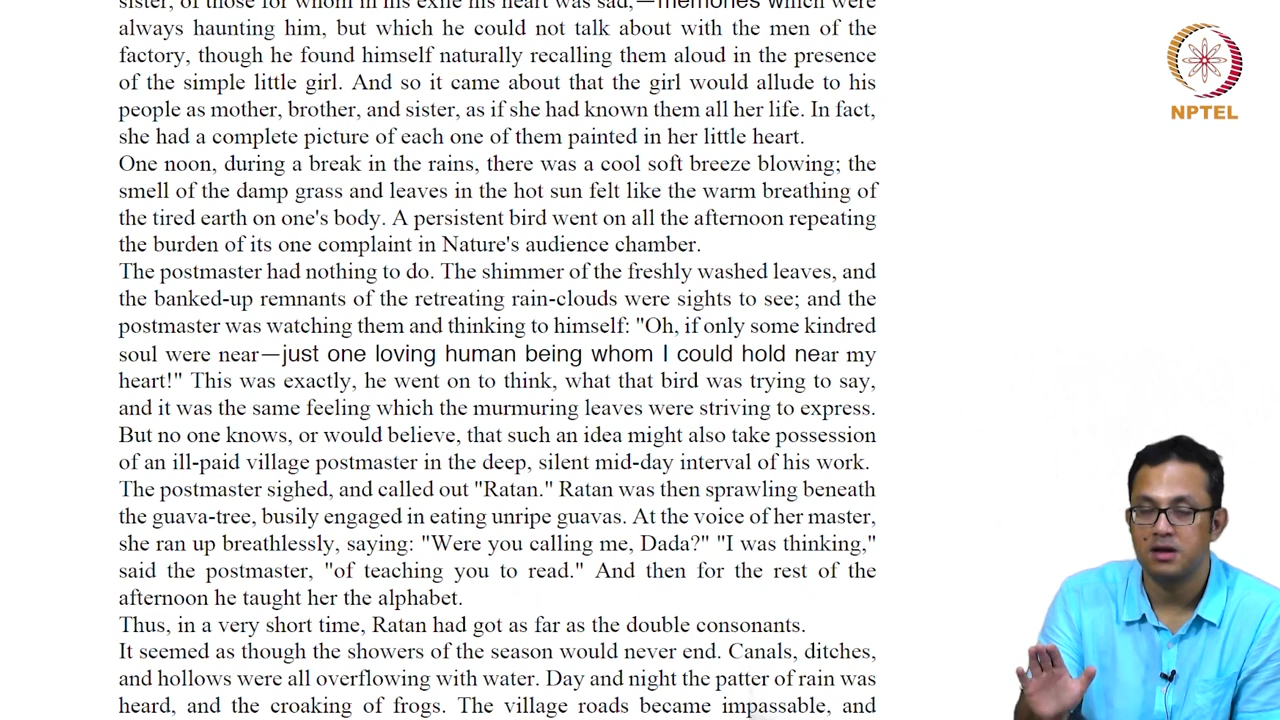 sister, of those for whom in his exile his heart was sad,—memories which were
always haunting him, but which he could not talk about with the men of the
factory, though he found himself naturally recalling them aloud in the presence
of the simple little girl. And so it came about that the girl would allude to his
people as mother, brother, and sister, as if she had known them all her life. In fact,
she had a complete picture of each one of them painted in her little heart.
One noon, during a break in the rains, there was a cool soft breeze blowing; the
smell of the damp grass and leaves in the hot sun felt like the warm breathing of
the tired earth on one's body. A persistent bird went on all the afternoon repeating
the burden of its one complaint in Nature's audience chamber.
The postmaster had nothing to do. The shimmer of the freshly washed leaves, and
the banked-up remnants of the retreating rain-clouds were sights to see; and the
postmaster was watching them and thinking to himself: "Oh, if only some kindred
soul were near—just one loving human being whom I could hold near my
heart!" This was exactly, he went on to think, what that bird was trying to say,
and it was the same feeling which the murmuring leaves were striving to express.
But no one knows, or would believe, that such an idea might also take possession
of an ill-paid village postmaster in the deep, silent mid-day interval of his work.
The postmaster sighed, and called out "Ratan." Ratan was then sprawling beneath
the guava-tree, busily engaged in eating unripe guavas. At the voice of her master,
she ran up breathlessly, saying: "Were you calling me, Dada?" "I was thinking,"
said the postmaster, "of teaching you to read." And then for the rest of the
afternoon he taught her the alphabet.
Thus, in a very short time, Ratan had got as far as the double consonants.
It seemed as though the showers of the season would never end. Canals, ditches,
and hollows were all overflowing with water. Day and night the patter of rain was
heard, and the croaking of frogs. The village roads became impassable, and
NPTEL